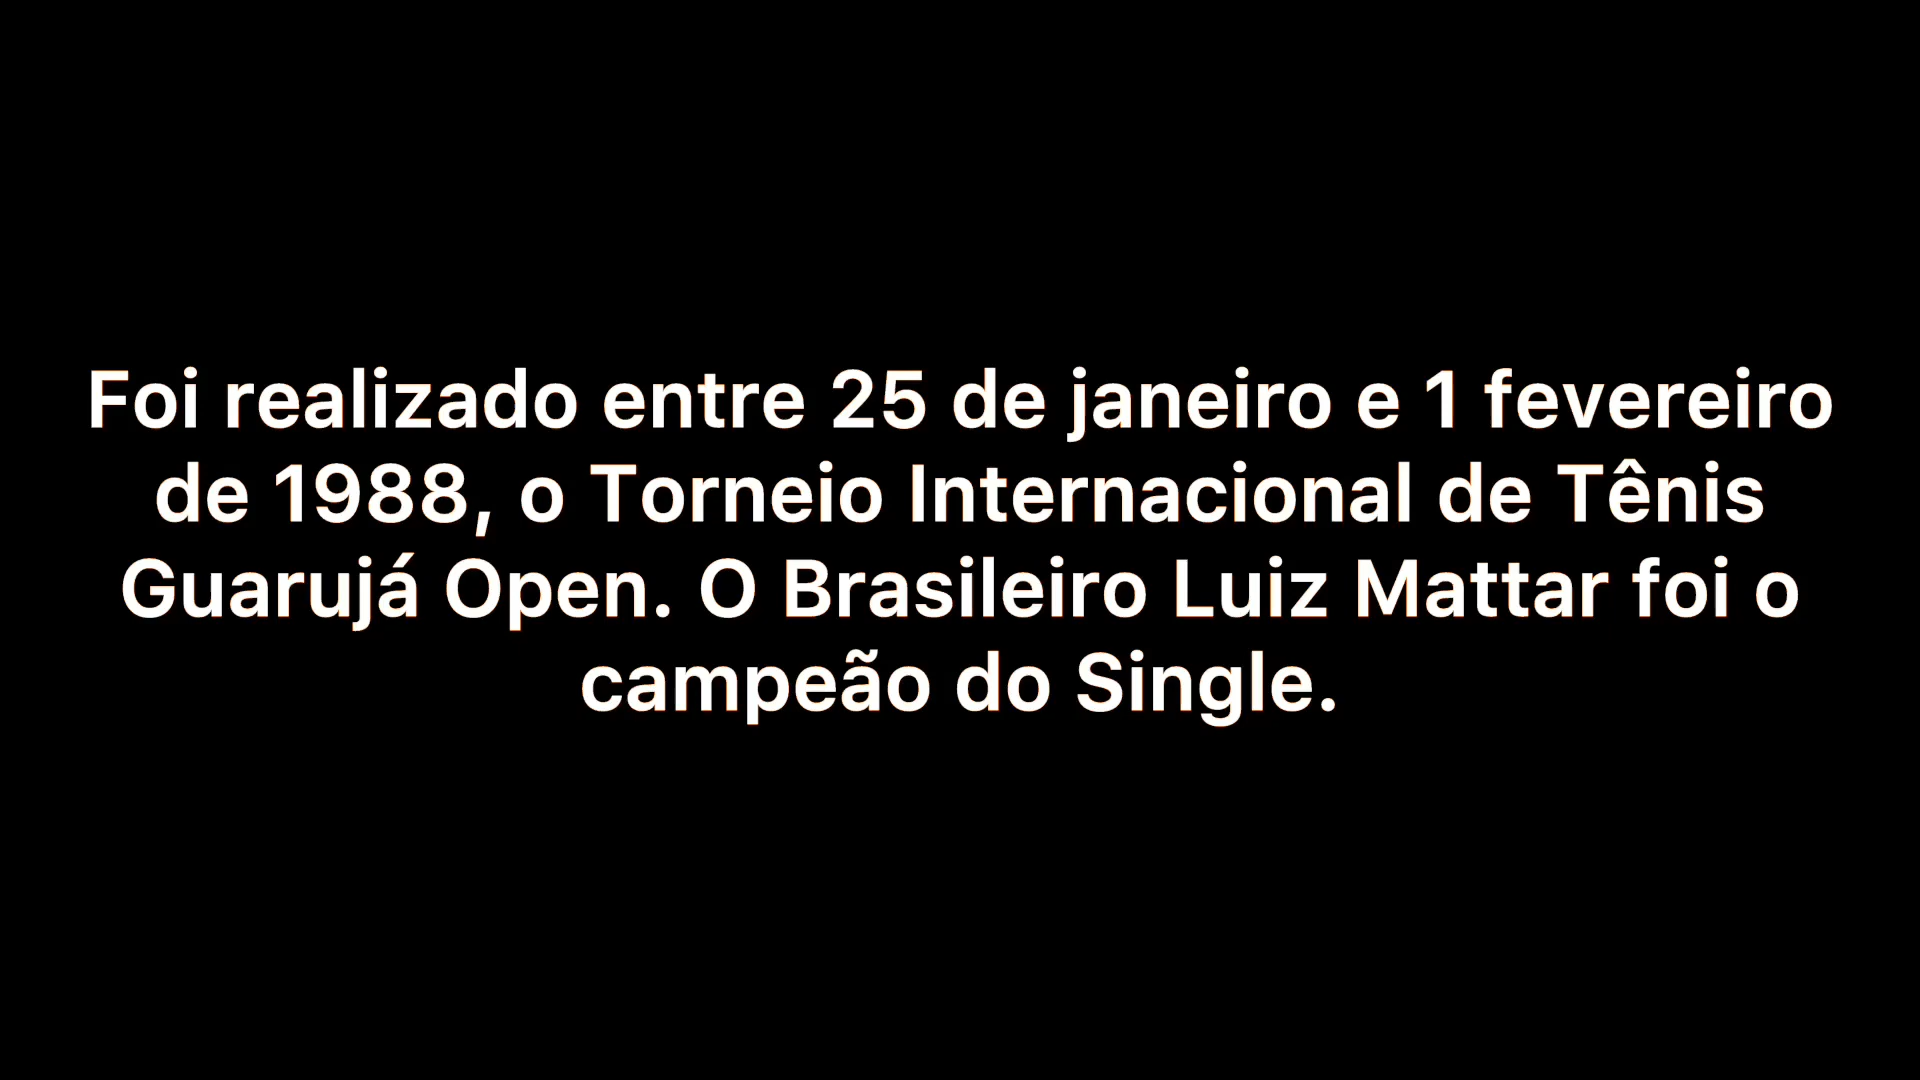 Foi realizado entre 25 de janeiro e 1 fevereiro
de 1988, o Torneio Internacional de Tênis
Guarujá Open. O Brasileiro Luiz Mattar foi o
campeão do Single.